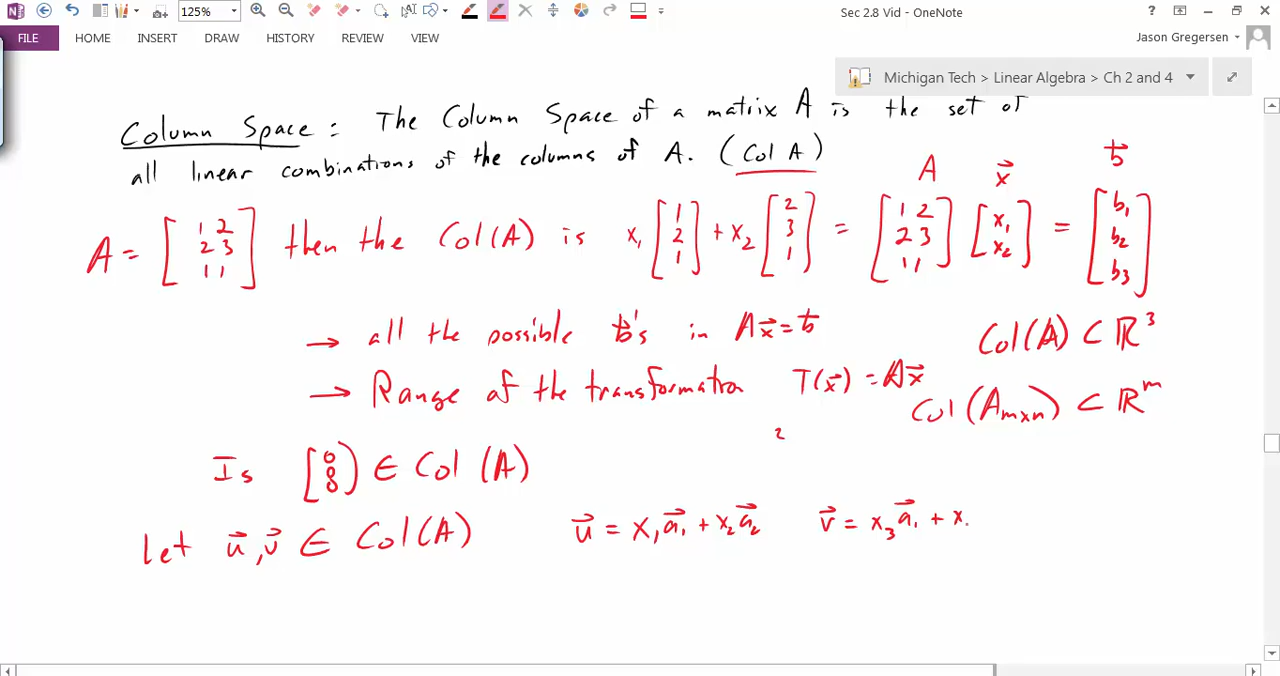 125%
Sec 2.8 Vid - OneNote
Jason Gregersen
FILE HOME INSERT DRAW HISTORY REVIEW VIEW
Michigan Tech > Linear Algebra > Ch 2 and 4
Column Space: The Column Space of a matrix A is the set of
all linear combinations of the columns of A. (Col A)
A = [1 2; 2 3; 1 1] then the Col(A) is x₁ [1; 2; 1] + x₂ [2; 3; 1] = A [1 2; 2 3; 1 1] x⃗ [x₁; x₂] = b⃗ [b₁; b₂; b₃]
→ all the possible b⃗'s in Ax⃗ = b⃗
Col(A) ⊂ ℝ³
→ Range of the transformation T(x⃗) = Ax⃗
Col(Aₘₓₙ) ⊂ ℝᵐ
2
Is [0; 0; 0] ∈ Col(A)
Let u⃗, v⃗ ∈ Col(A) u⃗ = x₁a⃗₁ + x₂a⃗₂ v⃗ = x₃a⃗₁ + x.